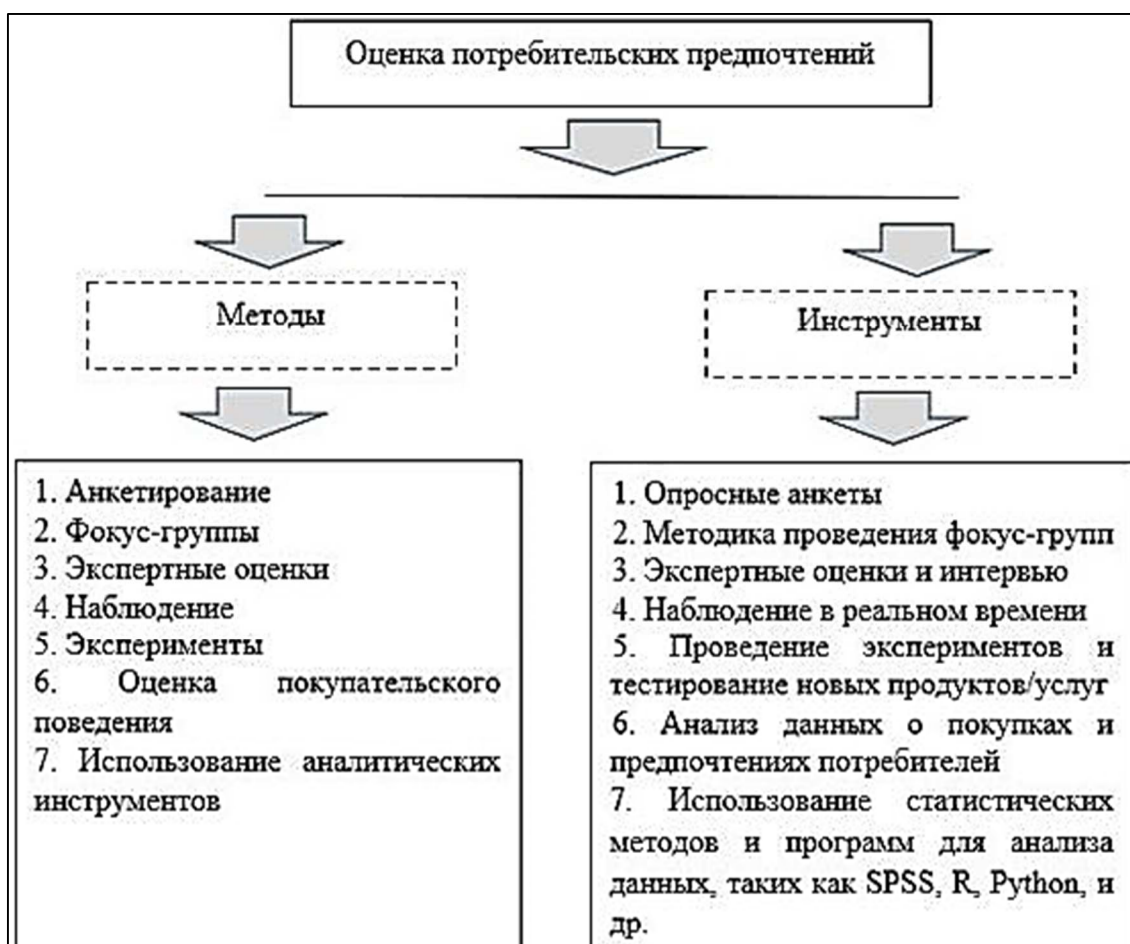 Оценка потребительских предпочтений
Методы
Инструменты
1. Анкетирование
2. Фокус-группы
3. Экспертные оценки
4. Наблюдение
5. Эксперименты
6. Оценка покупательского
поведения
7. Использование аналитических
инструментов
1. Опросные анкеты
2. Методика проведения фокус-групп
3. Экспертные оценки и интервью
4. Наблюдение в реальном времени
5. Проведение экспериментов и
тестирование новых продуктов/услуг
6. Анализ данных о покупках и
предпочтениях потребителей
7. Использование статистических
методов и программ для анализа
данных, таких как SPSS, R, Python, и
др.